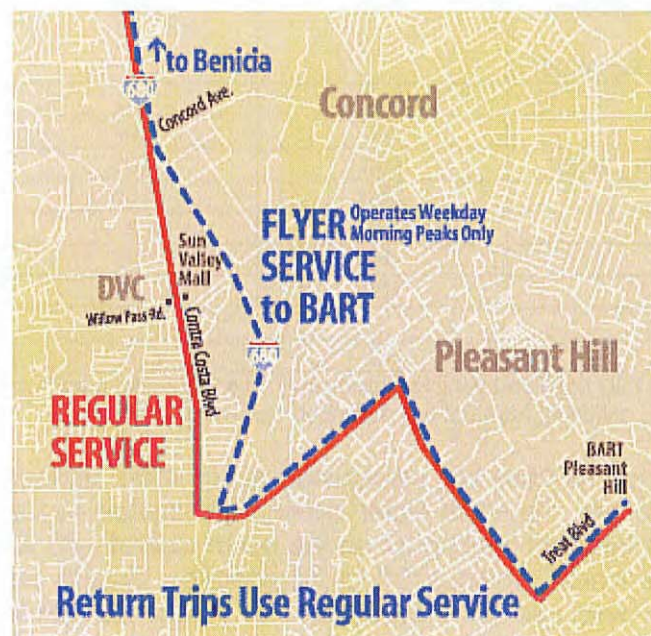 to Benicia
680
Concord Ave.
Concord
FLYER Operates Weekday
Morning Peaks Only
SERVICE
to BART
Sun
Valley
Mall
DVC
Willow Pass Rd.
Contra Costa Blvd
680
Pleasant Hill
REGULAR
SERVICE
BART
Pleasant
Hill
Treat Blvd
Return Trips Use Regular Service